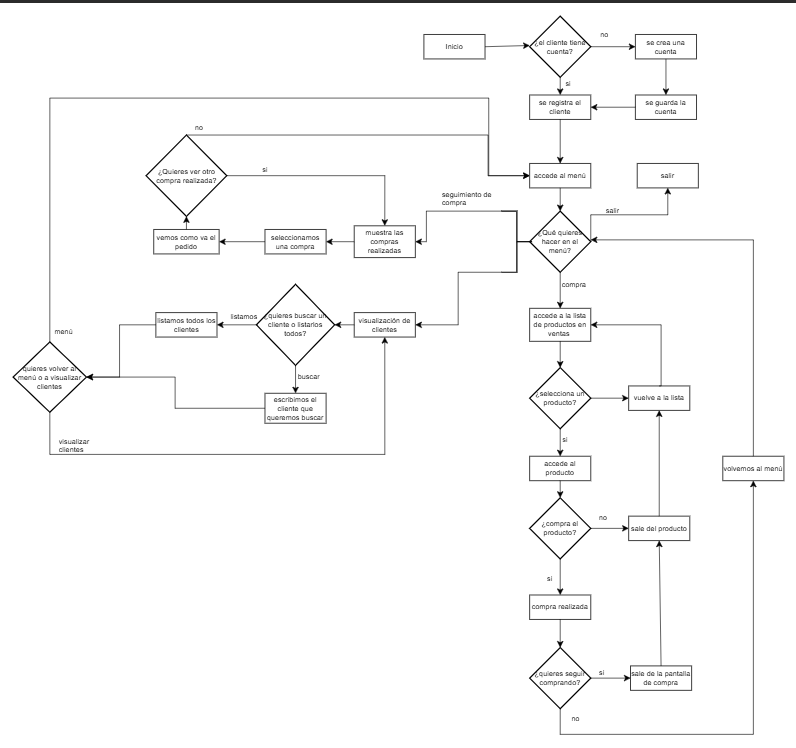 Inicio
¿el cliente tiene
cuenta?
no
se crea una
cuenta
si
se registra el
cliente
se guarda la
cuenta
no
¿Quieres ver otro
compra realizada?
si
accede al menú
salir
seguimiento de
compra
salir
vemos como va el
pedido
seleccionamos
una compra
muestra las
compras
realizadas
¿Qué quieres
hacer en el
menú?
compra
listamos todos los
clientes
listamos
¿quieres buscar un
cliente o listarlos
todos?
visualización de
clientes
accede a la lista
de productos en
ventas
menú
quieres volver al
menú o a visualizar
clientes
buscar
escribimos el
cliente que
queremos buscar
¿selecciona un
producto?
vuelve a la lista
visualizar
clientes
si
accede al
producto
volvemos al menú
¿compra el
producto?
no
sale del producto
si
compra realizada
¿quieres seguir
comprando?
si
sale de la pantalla
de compra
no